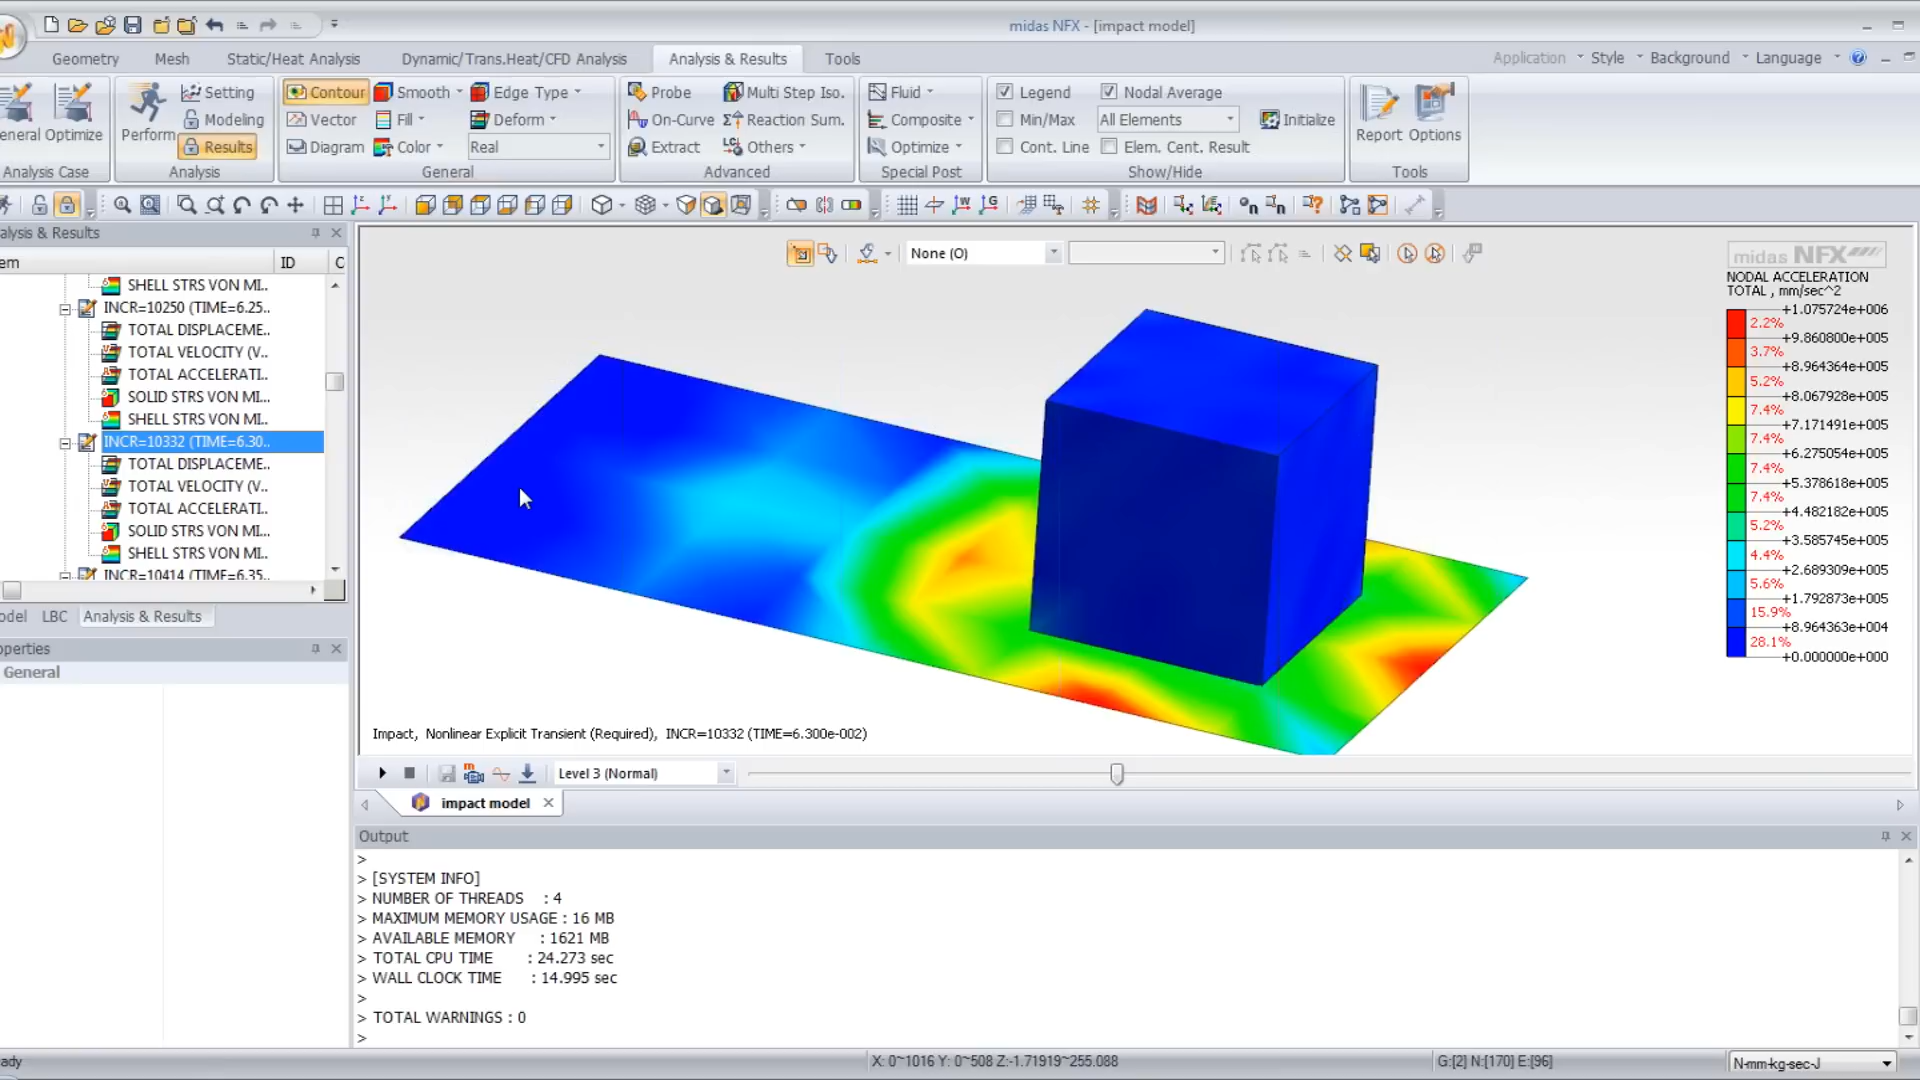 midas NFX - [impact model]
Geometry Mesh Static/Heat Analysis Dynamic/Trans.Heat/CFD Analysis Analysis & Results Tools
Application Style Background Language
eneral Optimize
Analysis Case
Perform
Setting
Modeling
Results
Analysis
Contour Smooth Edge Type
Vector Fill Deform
Diagram Color Real
General
Probe Multi Step Iso.
On-Curve Reaction Sum.
Extract Others
Advanced
Fluid
Composite
Optimize
Special Post
Legend Nodal Average
Min/Max All Elements Initialize
Cont. Line Elem. Cent. Result
Show/Hide
Report Options
Tools
alysis & Results
em ID C
SHELL STRS VON MI..
INCR=10250 (TIME=6.25..
TOTAL DISPLACEME..
TOTAL VELOCITY (V..
TOTAL ACCELERATI..
SOLID STRS VON MI..
SHELL STRS VON MI..
INCR=10332 (TIME=6.30..
TOTAL DISPLACEME..
TOTAL VELOCITY (V..
TOTAL ACCELERATI..
SOLID STRS VON MI..
SHELL STRS VON MI..
INCR=10414 (TIME=6.35..
odel LBC Analysis & Results
operties
General
None (O)
midas NFX
NODAL ACCELERATION
TOTAL , mm/sec^2
+1.075724e+006
2.2%
+9.860800e+005
3.7%
+8.964364e+005
5.2%
+8.067928e+005
7.4%
+7.171491e+005
7.4%
+6.275054e+005
7.4%
+5.378618e+005
7.4%
+4.482182e+005
5.2%
+3.585745e+005
4.4%
+2.689309e+005
5.6%
+1.792873e+005
15.9%
+8.964363e+004
28.1%
+0.000000e+000
Impact, Nonlinear Explicit Transient (Required), INCR=10332 (TIME=6.300e-002)
Level 3 (Normal)
impact model
Output
>
> [SYSTEM INFO]
> NUMBER OF THREADS : 4
> MAXIMUM MEMORY USAGE : 16 MB
> AVAILABLE MEMORY : 1621 MB
> TOTAL CPU TIME : 24.273 sec
> WALL CLOCK TIME : 14.995 sec
>
> TOTAL WARNINGS : 0
>
ady
X: 0~1016 Y: 0~508 Z:-1.71919~255.088
G:[2] N:[170] E:[96]
N-mm-kg-sec-J